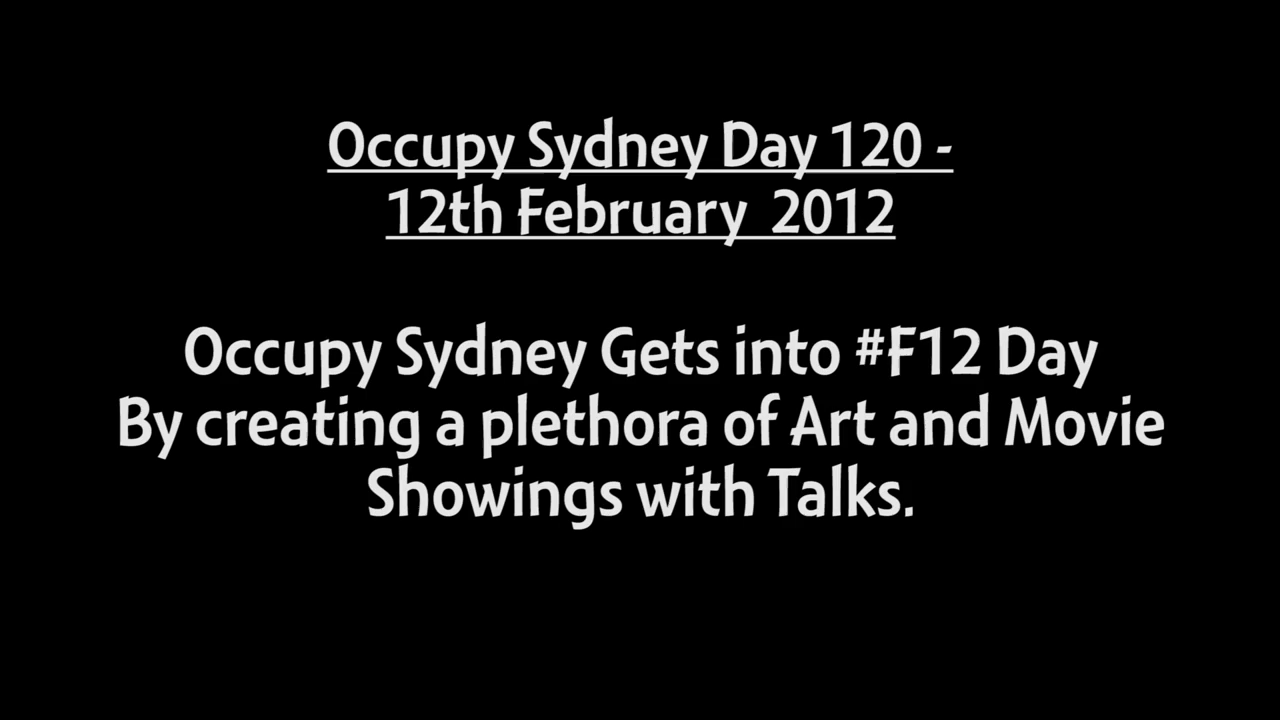 Occupy Sydney Day 120 -
12th February  2012
Occupy Sydney Gets into #F12 Day
By creating a plethora of Art and Movie
Showings with Talks.